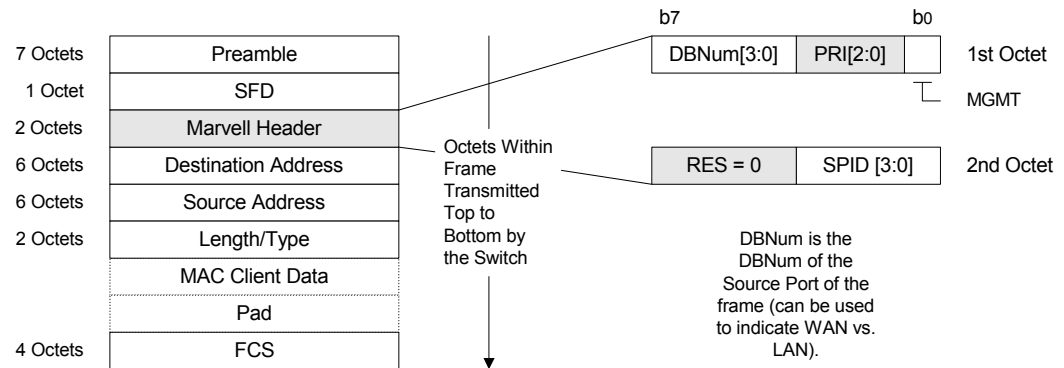 7 Octets
Preamble
1 Octet
SFD
2 Octets
Marvell Header
6 Octets
Destination Address
6 Octets
Source Address
2 Octets
Length/Type
MAC Client Data
Pad
4 Octets
FCS
Octets Within
Frame
Transmitted
Top to
Bottom by
the Switch
b7
b0
DBNum[3:0]
PRI[2:0]
1st Octet
MGMT
RES = 0
SPID [3:0]
2nd Octet
DBNum is the
DBNum of the
Source Port of the
frame (can be used
to indicate WAN vs.
LAN).